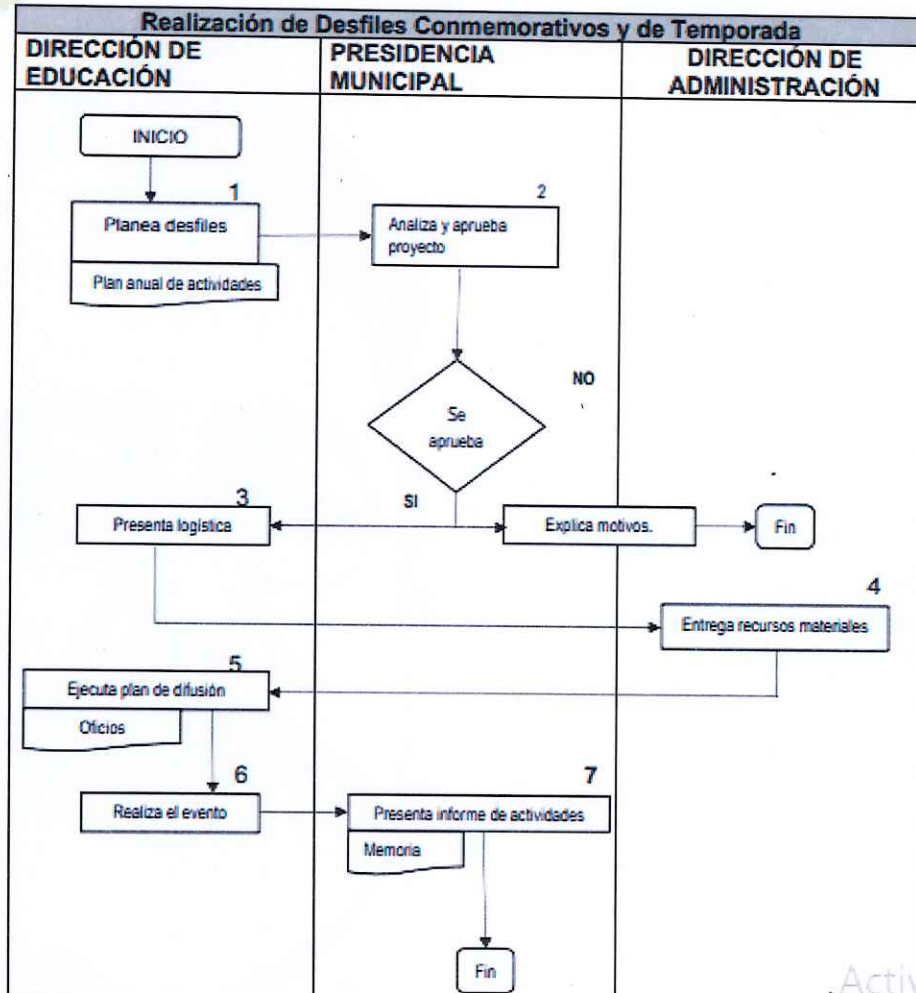 Realización de Desfiles Conmemorativos y de Temporada
DIRECCIÓN DE
EDUCACIÓN
PRESIDENCIA
MUNICIPAL
DIRECCIÓN DE
ADMINISTRACIÓN
INICIO
1
Planea desfiles
Plan anual de actividades
2
Analiza y aprueba
proyecto
Se
aprueba
NO
SI
3
Presenta logística
Explica motivos.
Fin
4
Entrega recursos materiales
5
Ejecuta plan de difusión
Oficios
6
Realiza el evento
7
Presenta informe de actividades
Memoria
Fin
Activ